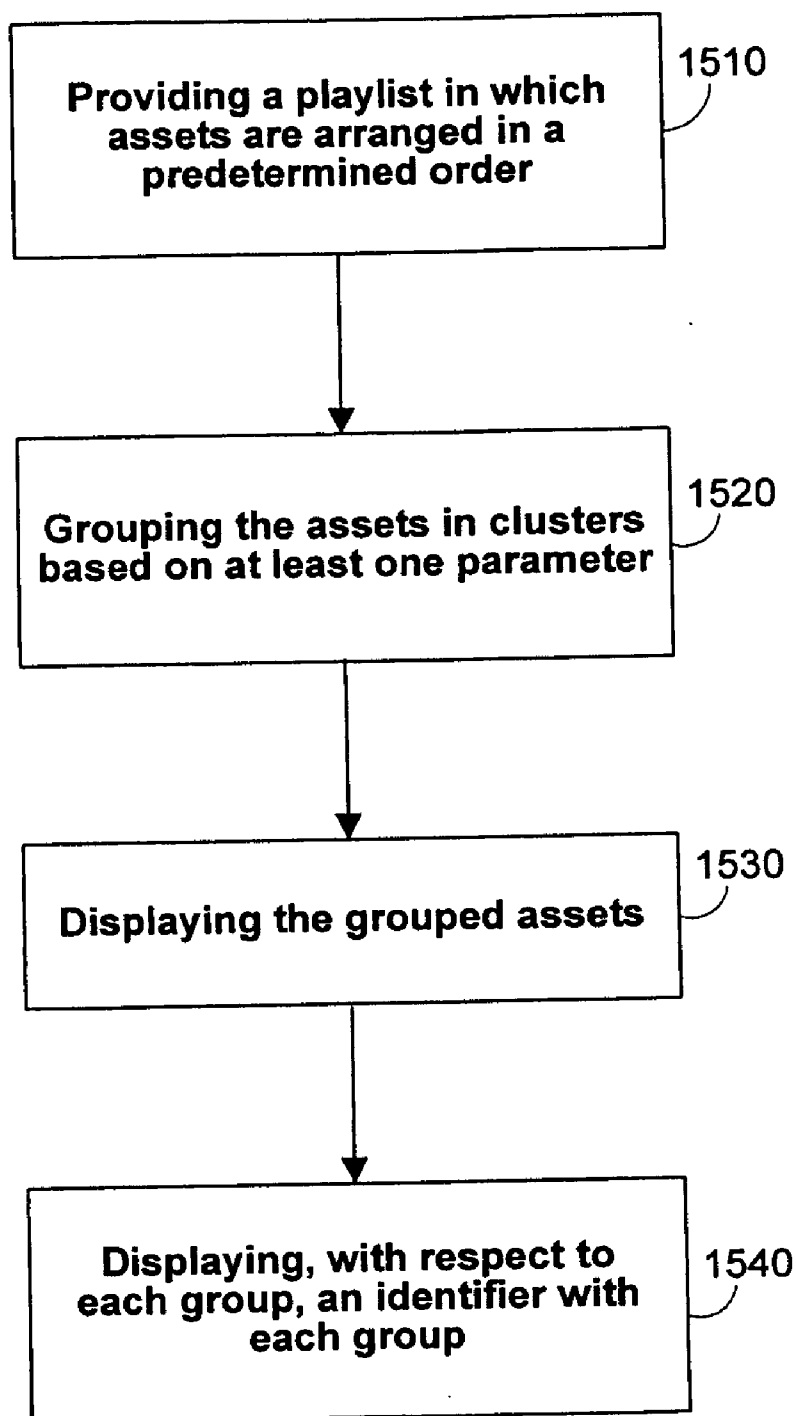 Providing a playlist in which
assets are arranged in a
predetermined order
1510
Grouping the assets in clusters
based on at least one parameter
1520
Displaying the grouped assets
1530
Displaying, with respect to
each group, an identifier with
each group
1540